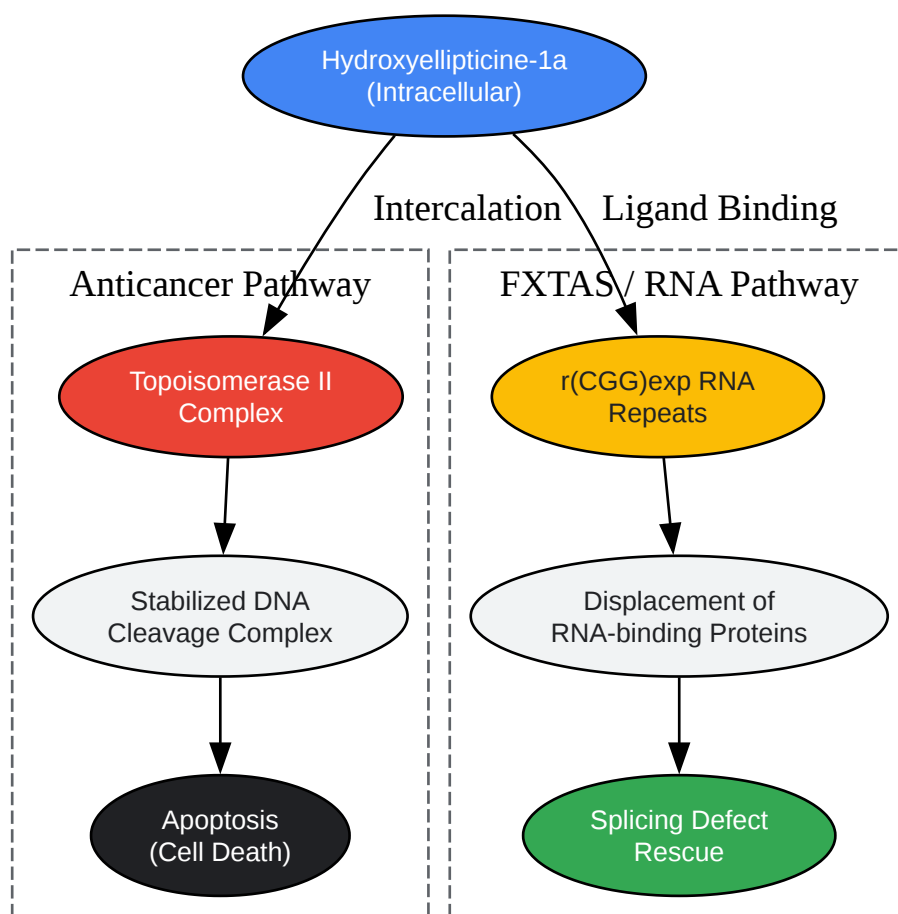 Hydroxyellipticine-1a
(Intracellular)
Intercalation
Ligand Binding
Anticancer Pathway
FXTAS / RNA Pathway
Topoisomerase II
Complex
r(CGG)exp RNA
Repeats
Stabilized DNA
Cleavage Complex
Displacement of
RNA-binding Proteins
Apoptosis
(Cell Death)
Splicing Defect
Rescue